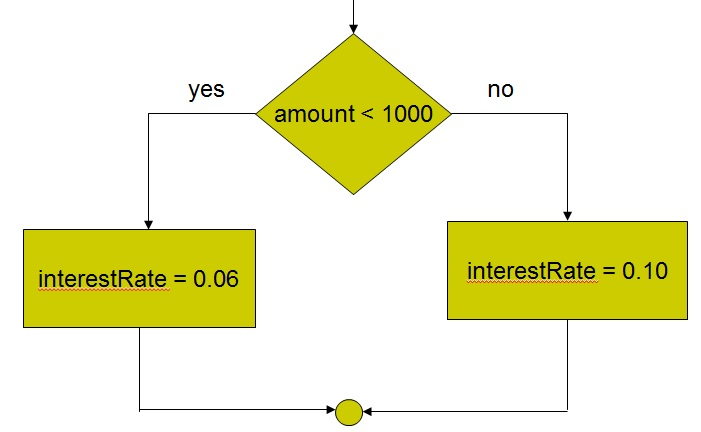 yes
no
amount < 1000
interestRate = 0.06
interestRate = 0.10